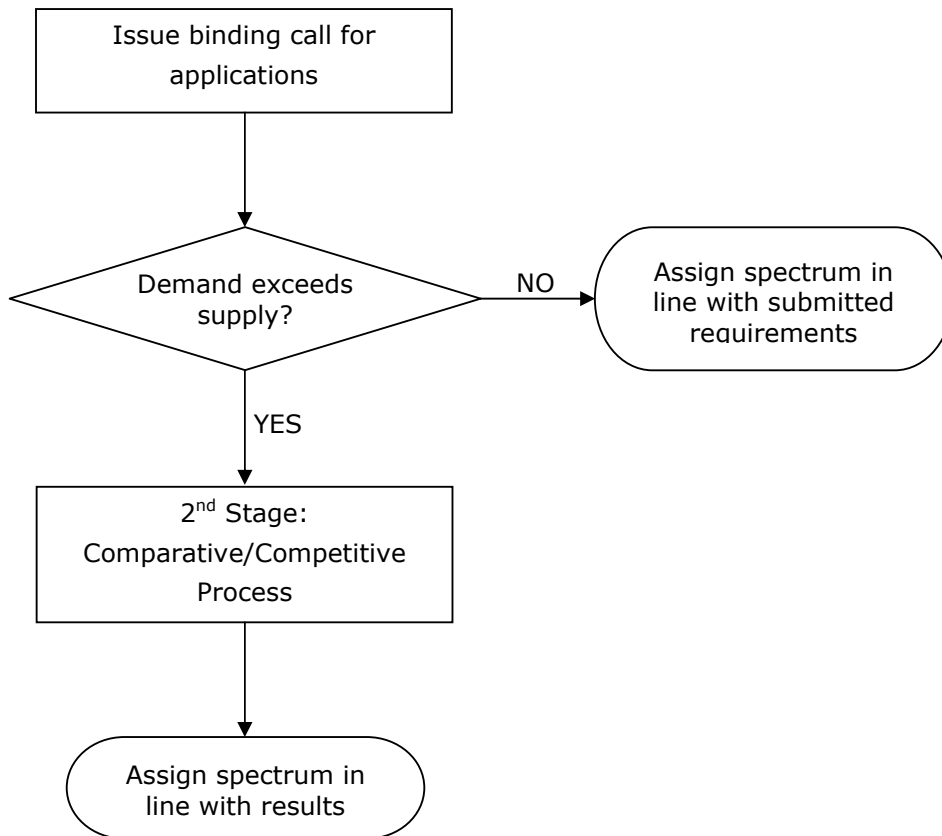 Issue binding call for
applications
Demand exceeds
supply?
NO
Assign spectrum in
line with submitted
requirements
YES
2nd Stage:
Comparative/Competitive
Process
Assign spectrum in
line with results